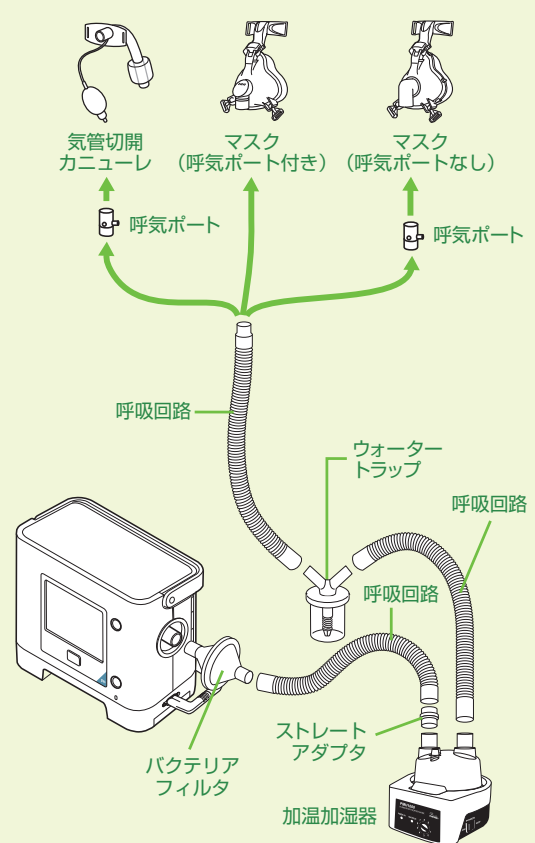 気管切開
カニューレ
マスク
（呼気ポート付き）
マスク
（呼気ポートなし）
呼気ポート
呼気ポート
呼吸回路
ウォーター
トラップ
呼吸回路
呼吸回路
ストレート
アダプタ
バクテリア
フィルタ
加温加湿器